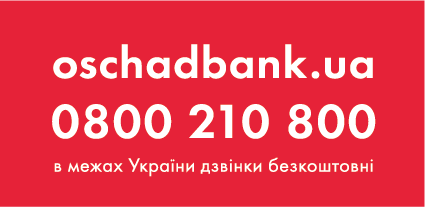 oschadbank.ua
0800 210 800
в межах України дзвінки безкоштовні